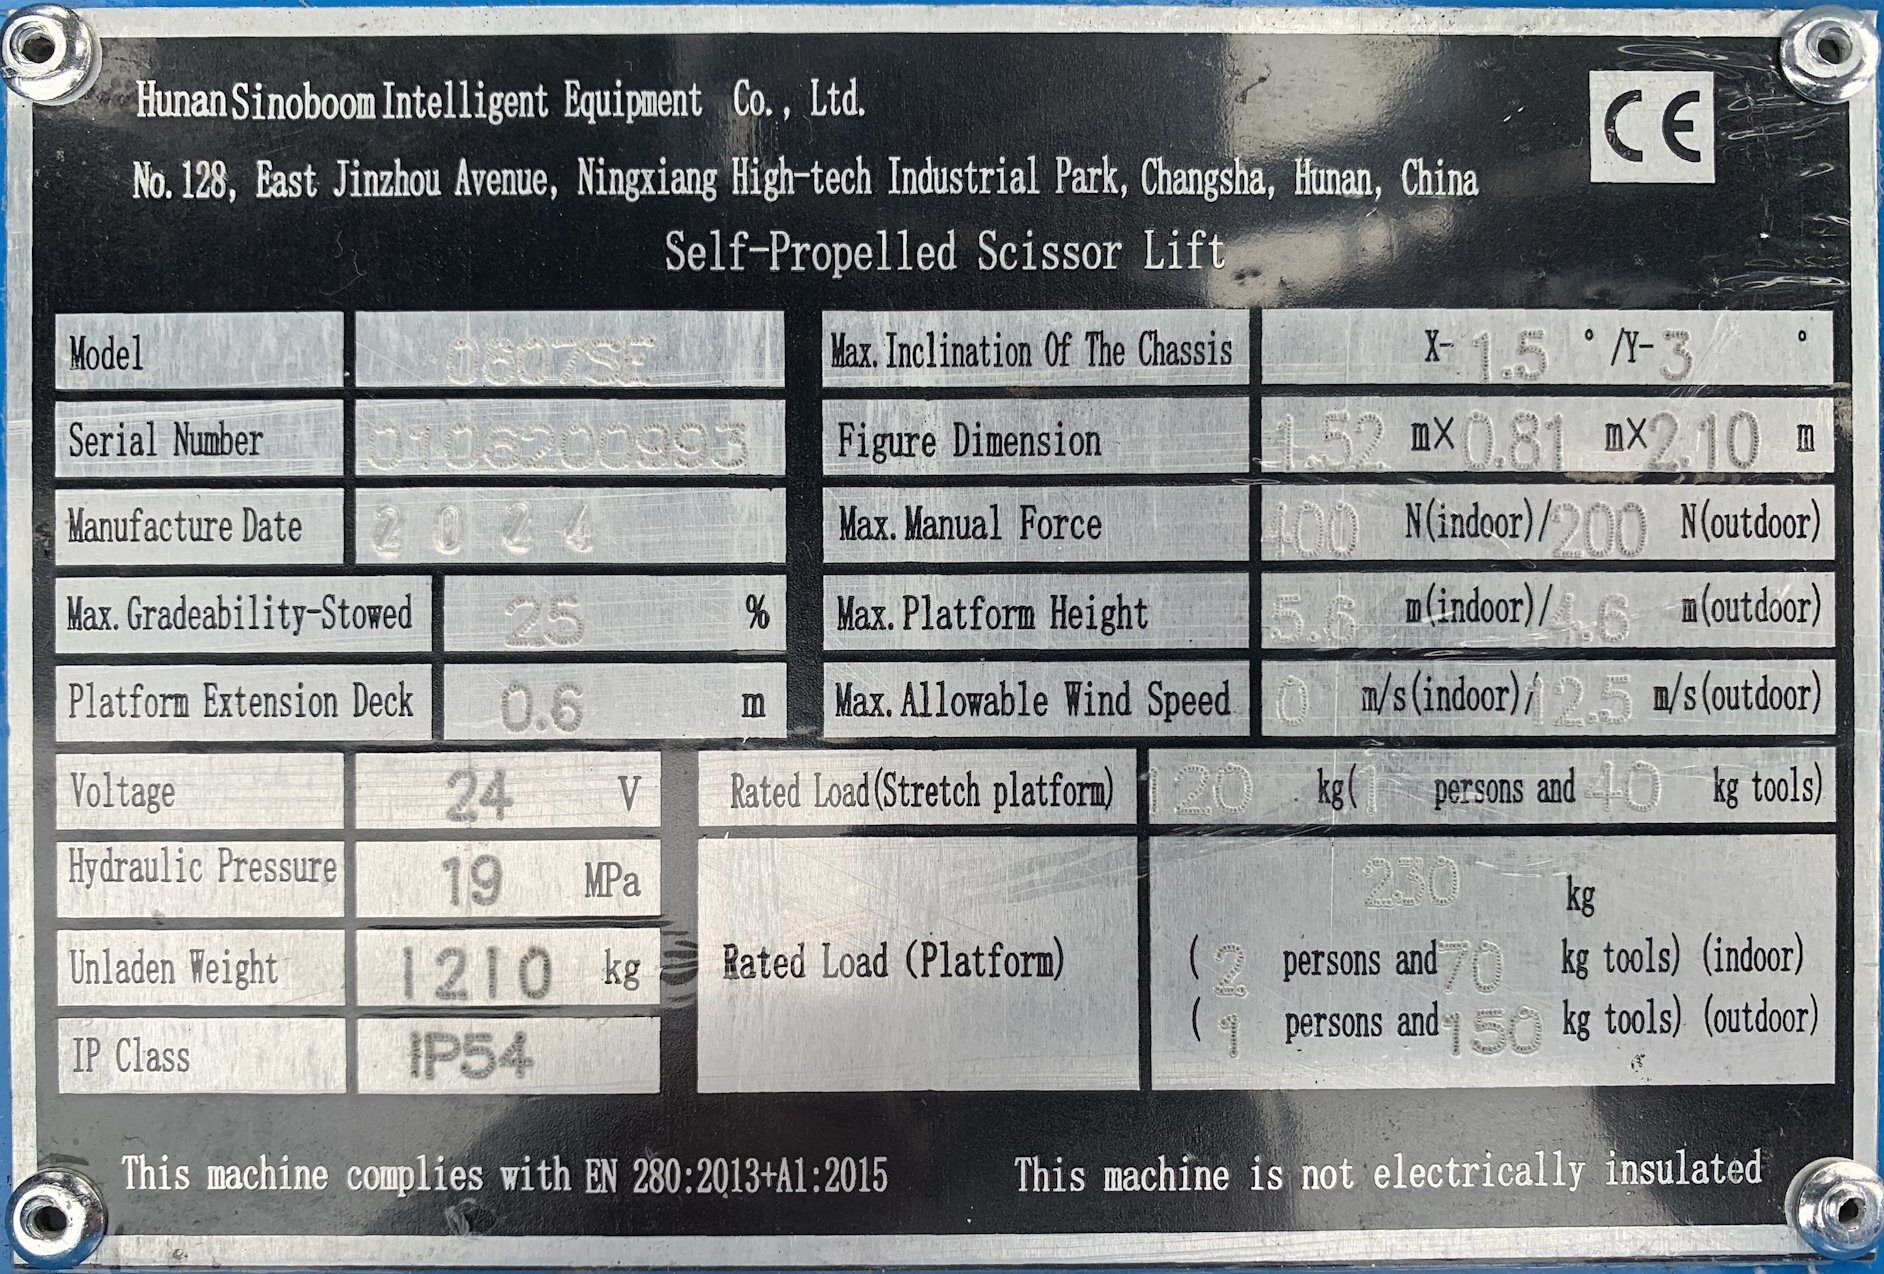 Hunan Sinoboom Intelligent Equipment Co., Ltd.
CE
No. 128, East Jinzhou Avenue, Ningxiang High-tech Industrial Park, Changsha, Hunan, China
Self-Propelled Scissor Lift
Model 0607SE
Max. Inclination Of The Chassis X-1.5° /Y-3°
Serial Number 0106200993
Figure Dimension 1.52 m×0.81 m×2.10 m
Manufacture Date 2024
Max. Manual Force 400 N(indoor)/200 N(outdoor)
Max. Gradeability-Stowed 25 %
Max. Platform Height 5.6 m(indoor)/4.6 m(outdoor)
Platform Extension Deck 0.6 m
Max. Allowable Wind Speed 0 m/s(indoor)/12.5 m/s(outdoor)
Voltage 24 V
Rated Load(Stretch platform) 120 kg(1 persons and 40 kg tools)
Hydraulic Pressure 19 MPa
Unladen Weight 1210 kg
IP Class IP54
Rated Load (Platform) 230 kg
(2 persons and 70 kg tools) (indoor)
(1 persons and 150 kg tools) (outdoor)
This machine complies with EN 280:2013+A1:2015
This machine is not electrically insulated